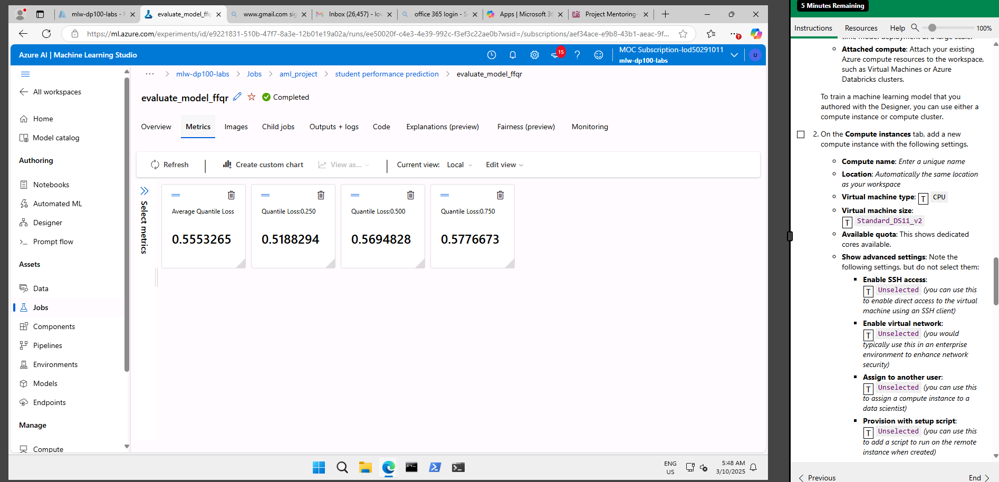 mlw-dp100-labs -
evaluate_model_ffq
www.gmail.com sig
Inbox (26,457) - lov
office 365 login - S
Apps | Microsoft 36
Project Mentoring-
https://ml.azure.com/experiments/id/e9221831-510b-47f7-8a3e-12b01e19a02a/runs/ee50020f-c4e3-4e39-992c-f3ef3c22ae0b?wsid=/subscriptions/aef34ace-e9b8-43b1-aeac-9f...
Azure AI | Machine Learning Studio
15
MOC Subscription-lod50291011
mlw-dp100-labs
U
All workspaces
Home
Model catalog
Authoring
Notebooks
Automated ML
Designer
Prompt flow
Assets
Data
Jobs
Components
Pipelines
Environments
Models
Endpoints
Manage
Compute
... > mlw-dp100-labs > Jobs > aml_project > student performance prediction > evaluate_model_ffqr
evaluate_model_ffqr Completed
Overview Metrics Images Child jobs Outputs + logs Code Explanations (preview) Fairness (preview) Monitoring
Refresh Create custom chart View as... Current view: Local Edit view
Select metrics
Average Quantile Loss
0.5553265
Quantile Loss:0.250
0.5188294
Quantile Loss:0.500
0.5694828
Quantile Loss:0.750
0.5776673
ENG
US
5:48 AM
3/10/2025
5 Minutes Remaining
Instructions Resources Help 100%
time model deployment at a large scale.
Attached compute: Attach your existing
Azure compute resources to the workspace,
such as Virtual Machines or Azure
Databricks clusters.
To train a machine learning model that you
authored with the Designer, you can use either a
compute instance or compute cluster.
2. On the Compute instances tab, add a new
compute instance with the following settings.
Compute name: Enter a unique name
Location: Automatically the same location
as your workspace
Virtual machine type: T CPU
Virtual machine size:
T Standard_DS11_v2
Available quota: This shows dedicated
cores available.
Show advanced settings: Note the
following settings, but do not select them:
Enable SSH access:
T Unselected (you can use this
to enable direct access to the virtual
machine using an SSH client)
Enable virtual network:
T Unselected (you would
typically use this in an enterprise
environment to enhance network
security)
Assign to another user:
T Unselected (you can use this
to assign a compute instance to a
data scientist)
Provision with setup script:
T Unselected (you can use this
to add a script to run on the remote
instance when created)
Previous End